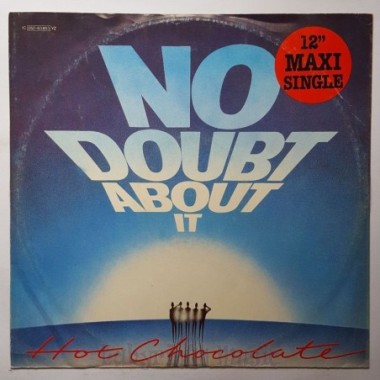 12"
MAXI
SINGLE
NO
DOUBT
ABOUT
IT
Hot Chocolate